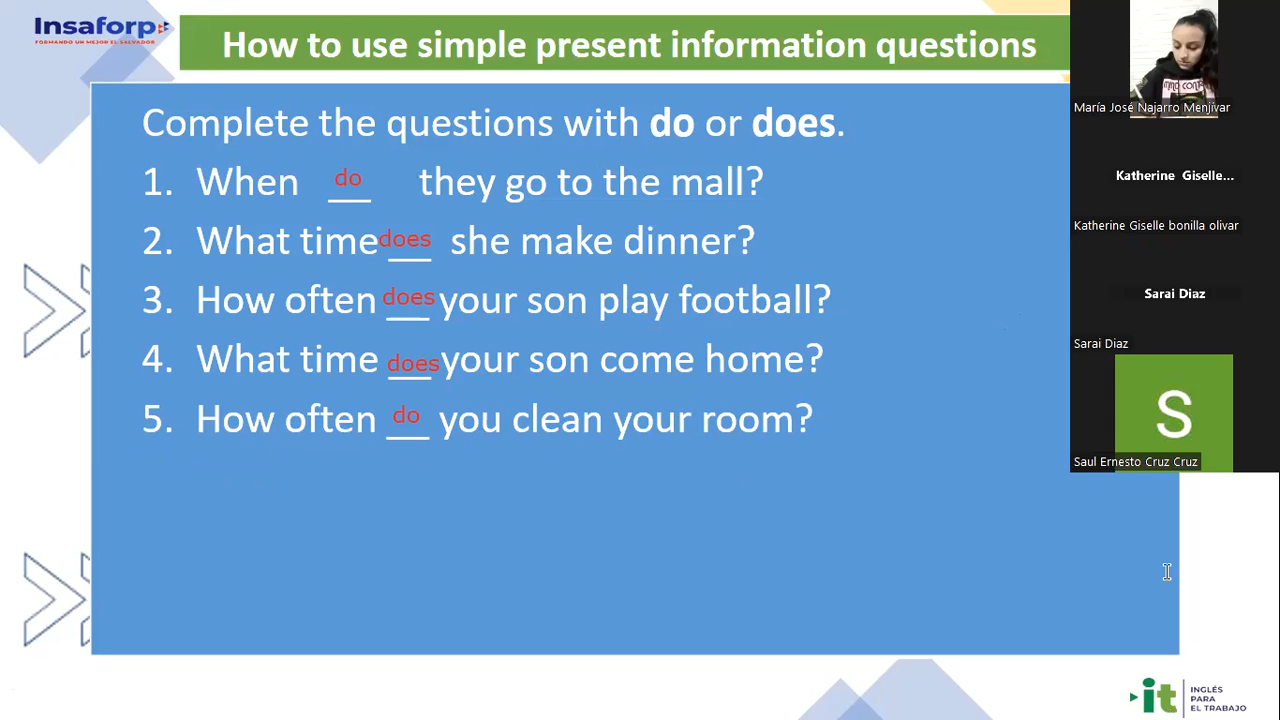 Insaforp
FORMANDO UN MEJOR EL SALVADOR
How to use simple present information questions
Complete the questions with do or does.
1. When do they go to the mall?
2. What time does she make dinner?
3. How often does your son play football?
4. What time does your son come home?
5. How often do you clean your room?
María José Najarro Menjívar
Katherine Giselle...
Katherine Giselle bonilla olivar
Sarai Diaz
Sarai Diaz
S
Saul Ernesto Cruz Cruz
it
INGLÉS
PARA
EL TRABAJO